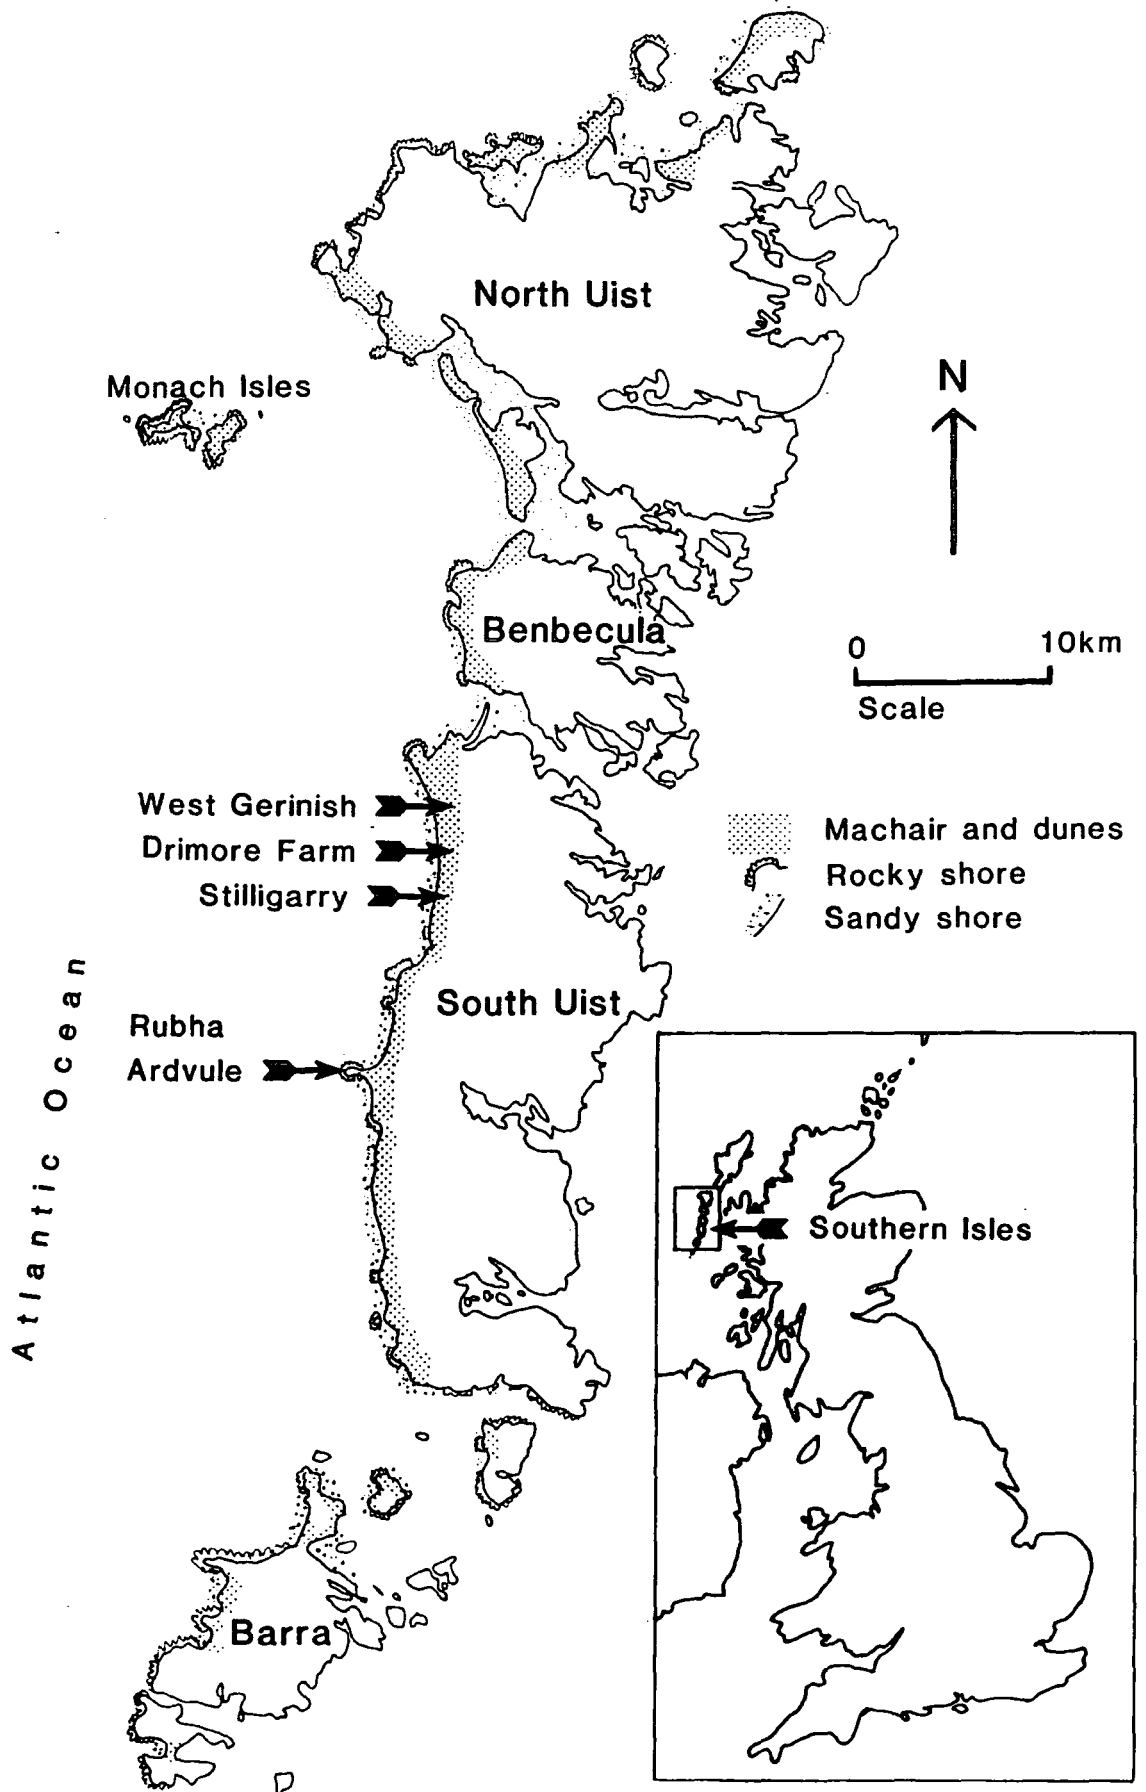 North Uist
Monach Isles
N
Benbecula
0 10km
Scale
West Gerinish
Drimore Farm
Stilligarry
Machair and dunes
Rocky shore
Sandy shore
South Uist
Rubha
Ardvule
Atlantic Ocean
Southern Isles
Barra